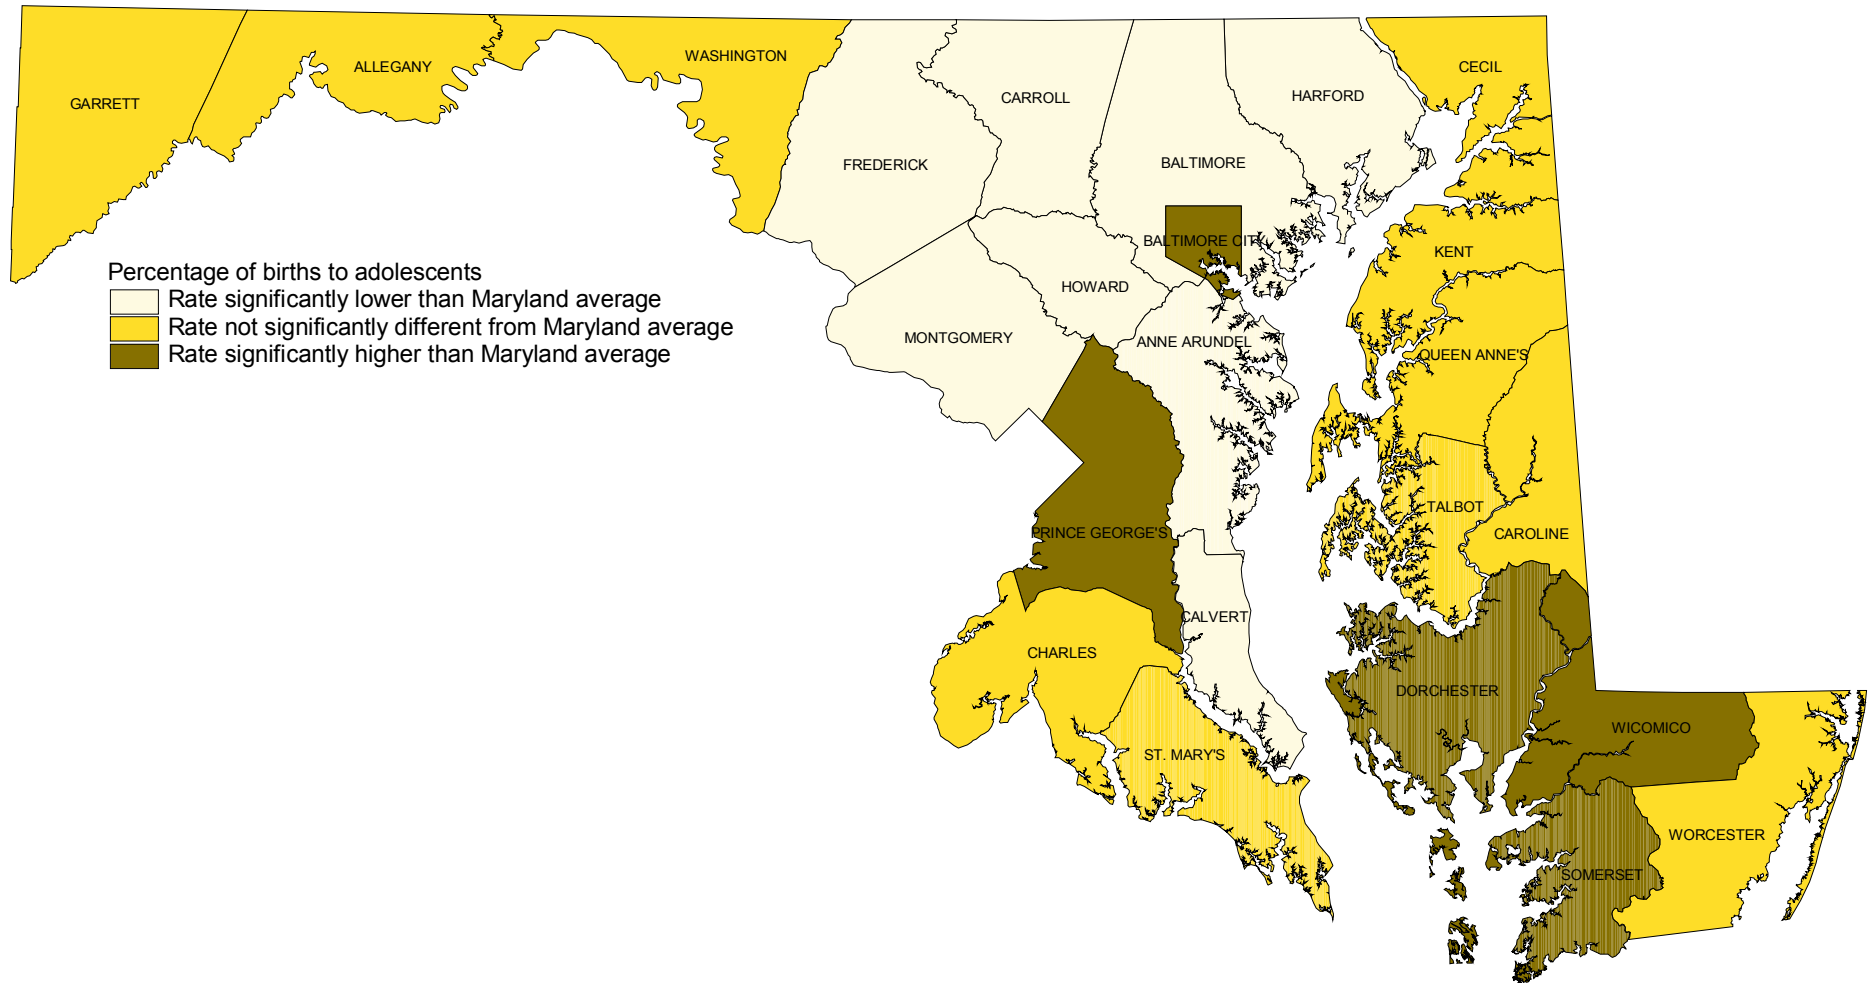 GARRETT
ALLEGANY
WASHINGTON
FREDERICK
CARROLL
BALTIMORE
HARFORD
CECIL
BALTIMORE CITY
KENT
Percentage of births to adolescents
Rate significantly lower than Maryland average
Rate not significantly different from Maryland average
Rate significantly higher than Maryland average
HOWARD
MONTGOMERY
ANNE ARUNDEL
QUEEN ANNE'S
TALBOT
PRINCE GEORGE'S
CAROLINE
CALVERT
CHARLES
DORCHESTER
WICOMICO
ST. MARY'S
WORCESTER
SOMERSET